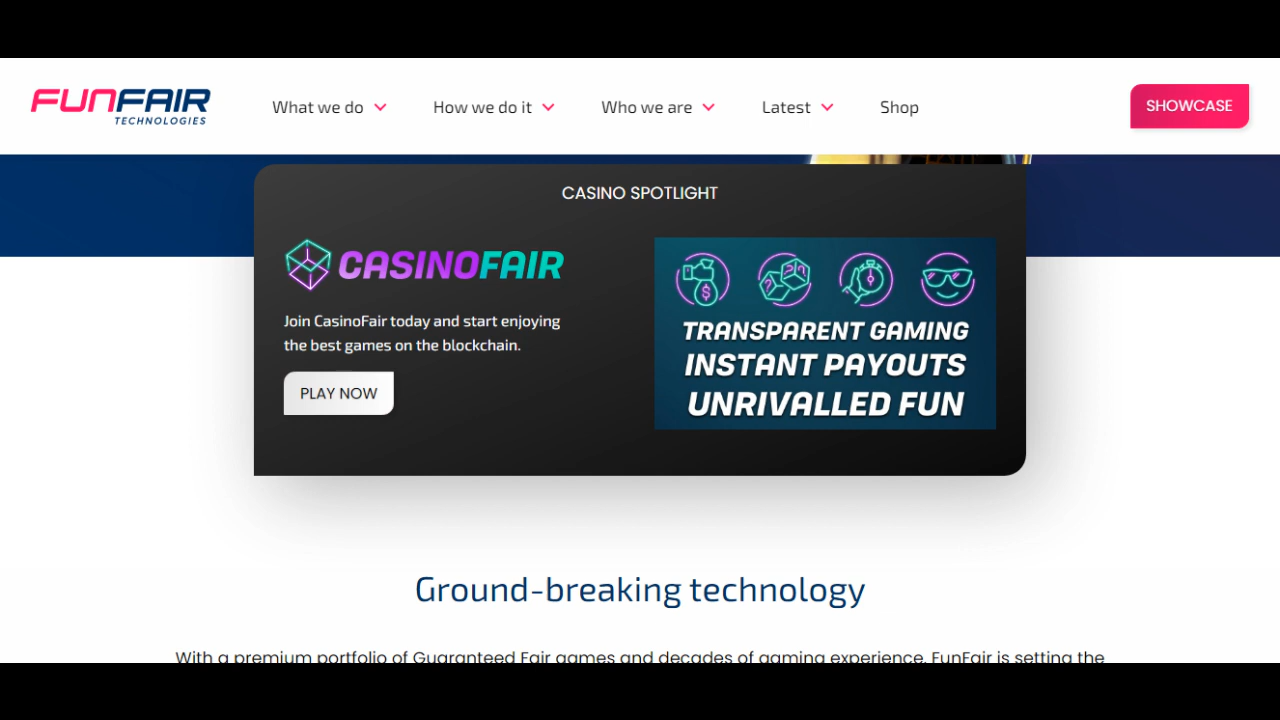 FUNFAIR
TECHNOLOGIES
What we do
How we do it
Who we are
Latest
Shop
SHOWCASE
CASINO SPOTLIGHT
CASINOFAIR
Join CasinoFair today and start enjoying
the best games on the blockchain.
PLAY NOW
TRANSPARENT GAMING
INSTANT PAYOUTS
UNRIVALLED FUN
Ground-breaking technology
With a premium portfolio of Guaranteed Fair games and decades of gaming experience, FunFair is setting the